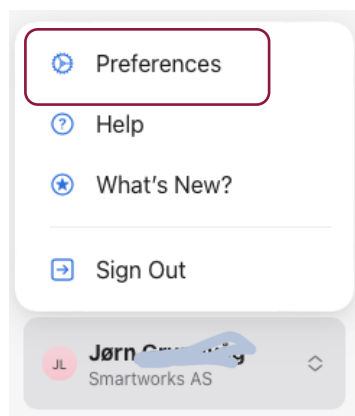 Preferences
Help
What's New?
Sign Out
JL
Jørn
Smartworks AS